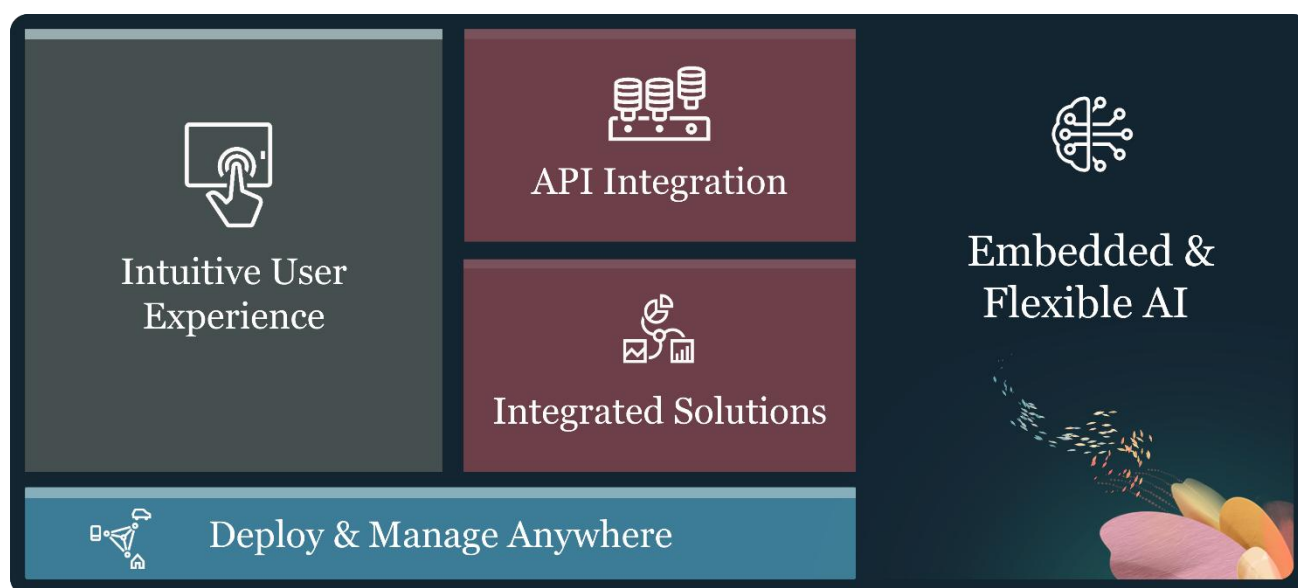 Intuitive User
Experience
API Integration
Integrated Solutions
Embedded &
Flexible AI
Deploy & Manage Anywhere